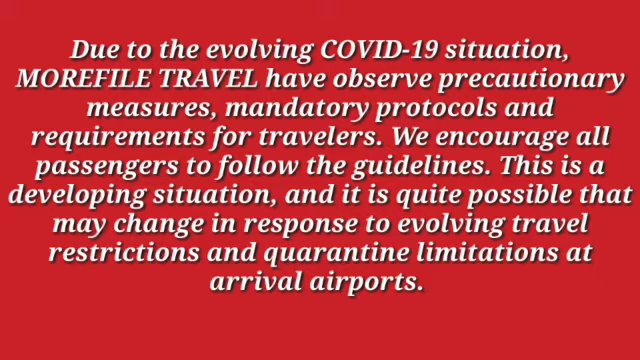 Due to the evolving COVID-19 situation,
MOREFILE TRAVEL have observe precautionary
measures, mandatory protocols and
requirements for travelers. We encourage all
passengers to follow the guidelines. This is a
developing situation, and it is quite possible that
may change in response to evolving travel
restrictions and quarantine limitations at
arrival airports.